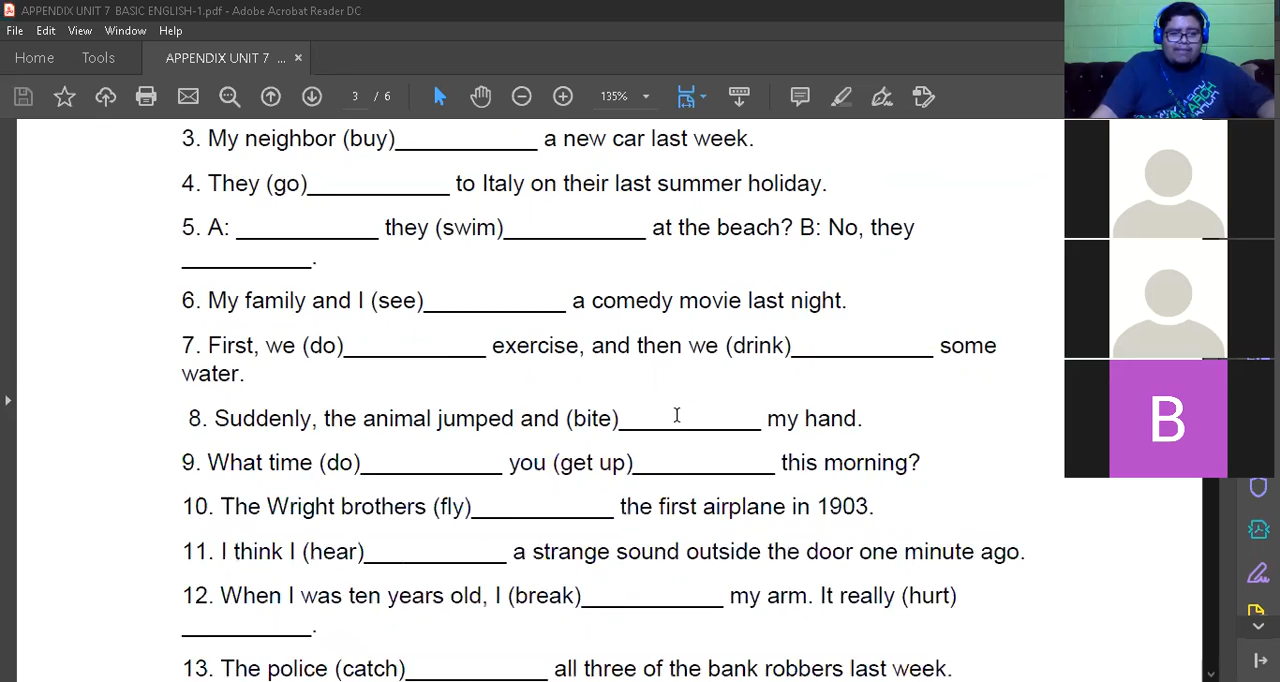 APPENDIX UNIT 7 BASIC ENGLISH-1.pdf - Adobe Acrobat Reader DC
File Edit View Window Help
Home Tools APPENDIX UNIT 7 ... ×
3 / 6 135%
3. My neighbor (buy)____________ a new car last week.
4. They (go)____________ to Italy on their last summer holiday.
5. A: ____________ they (swim)____________ at the beach? B: No, they
___________.
6. My family and I (see)____________ a comedy movie last night.
7. First, we (do)____________ exercise, and then we (drink)____________ some
water.
8. Suddenly, the animal jumped and (bite)____________ my hand.
9. What time (do)____________ you (get up)____________ this morning?
10. The Wright brothers (fly)____________ the first airplane in 1903.
11. I think I (hear)____________ a strange sound outside the door one minute ago.
12. When I was ten years old, I (break)____________ my arm. It really (hurt)
___________.
13. The police (catch)____________ all three of the bank robbers last week.
B